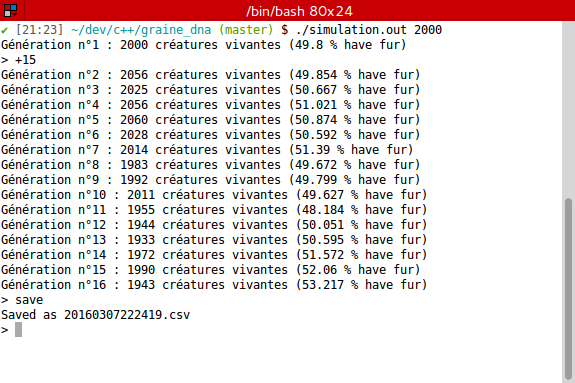 /bin/bash 80x24
✔ [21:23] ~/dev/c++/graine_dna (master) $ ./simulation.out 2000
Génération n°1 : 2000 créatures vivantes (49.8 % have fur)
> +15
Génération n°2 : 2056 créatures vivantes (49.854 % have fur)
Génération n°3 : 2025 créatures vivantes (50.667 % have fur)
Génération n°4 : 2056 créatures vivantes (51.021 % have fur)
Génération n°5 : 2060 créatures vivantes (50.874 % have fur)
Génération n°6 : 2028 créatures vivantes (50.592 % have fur)
Génération n°7 : 2014 créatures vivantes (51.39 % have fur)
Génération n°8 : 1983 créatures vivantes (49.672 % have fur)
Génération n°9 : 1992 créatures vivantes (49.799 % have fur)
Génération n°10 : 2011 créatures vivantes (49.627 % have fur)
Génération n°11 : 1955 créatures vivantes (48.184 % have fur)
Génération n°12 : 1944 créatures vivantes (50.051 % have fur)
Génération n°13 : 1933 créatures vivantes (50.595 % have fur)
Génération n°14 : 1972 créatures vivantes (51.572 % have fur)
Génération n°15 : 1990 créatures vivantes (52.06 % have fur)
Génération n°16 : 1943 créatures vivantes (53.217 % have fur)
> save
Saved as 20160307222419.csv
>